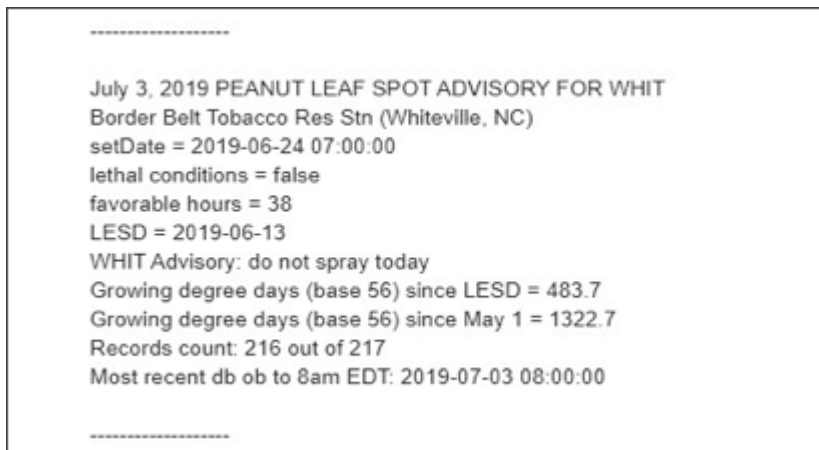 --------------------
July 3, 2019 PEANUT LEAF SPOT ADVISORY FOR WHIT
Border Belt Tobacco Res Stn (Whiteville, NC)
setDate = 2019-06-24 07:00:00
lethal conditions = false
favorable hours = 38
LESD = 2019-06-13
WHIT Advisory: do not spray today
Growing degree days (base 56) since LESD = 483.7
Growing degree days (base 56) since May 1 = 1322.7
Records count: 216 out of 217
Most recent db ob to 8am EDT: 2019-07-03 08:00:00
--------------------